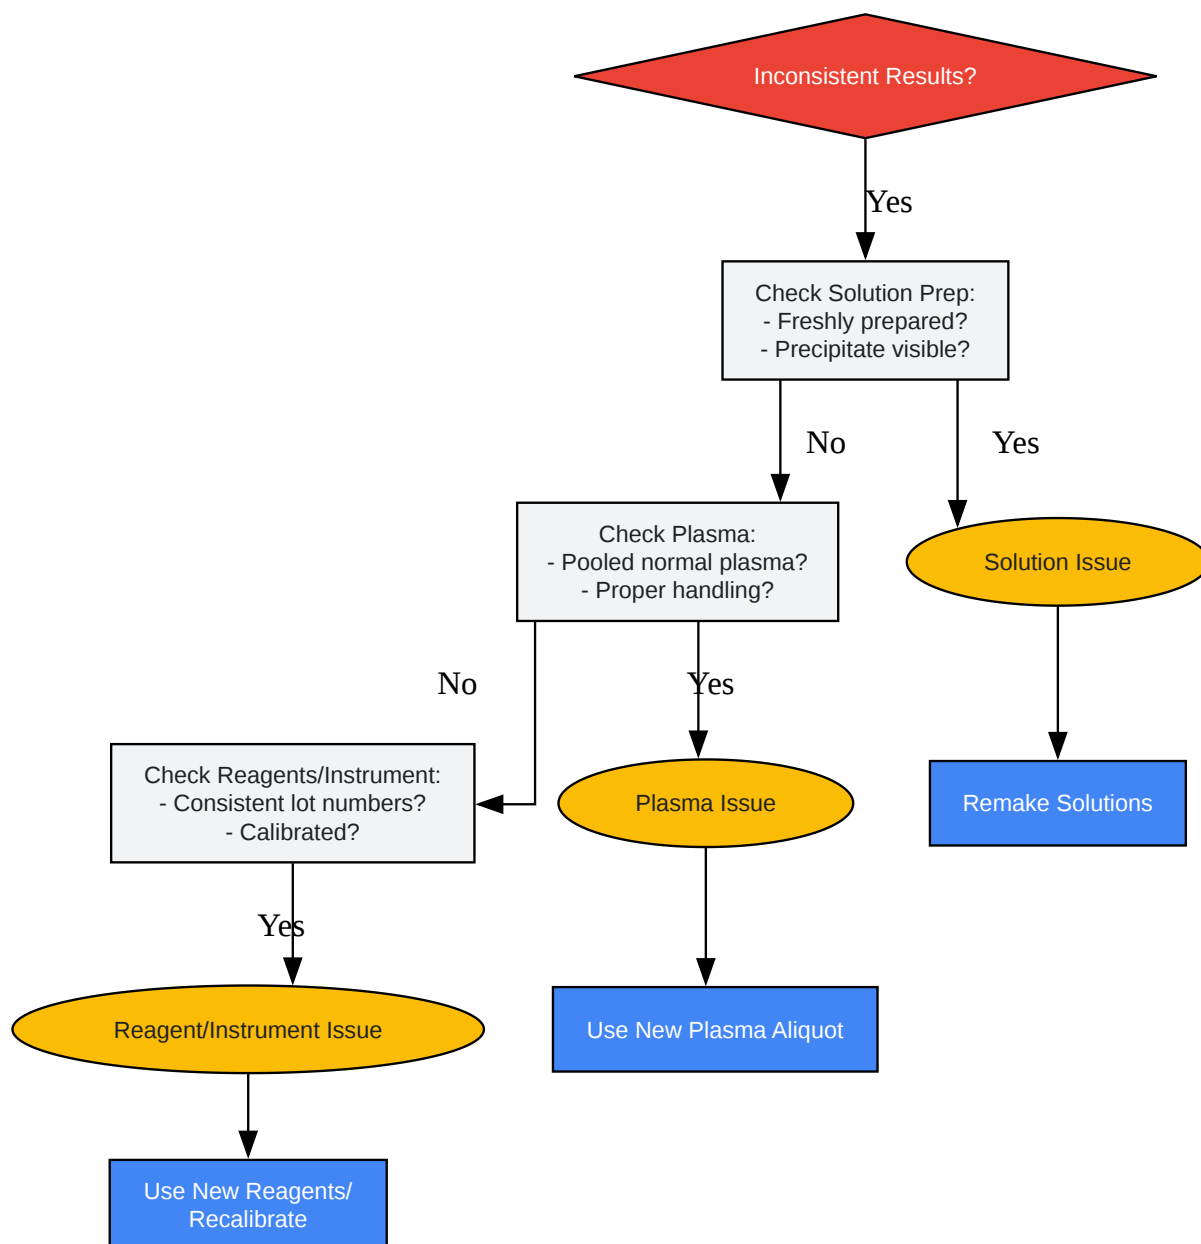 Inconsistent Results?
Yes
Check Solution Prep:
- Freshly prepared?
- Precipitate visible?
No
Yes
Check Plasma:
- Pooled normal plasma?
- Proper handling?
Solution Issue
No
Yes
Check Reagents/Instrument:
- Consistent lot numbers?
- Calibrated?
Plasma Issue
Remake Solutions
Yes
Reagent/Instrument Issue
Use New Plasma Aliquot
Use New Reagents/
Recalibrate